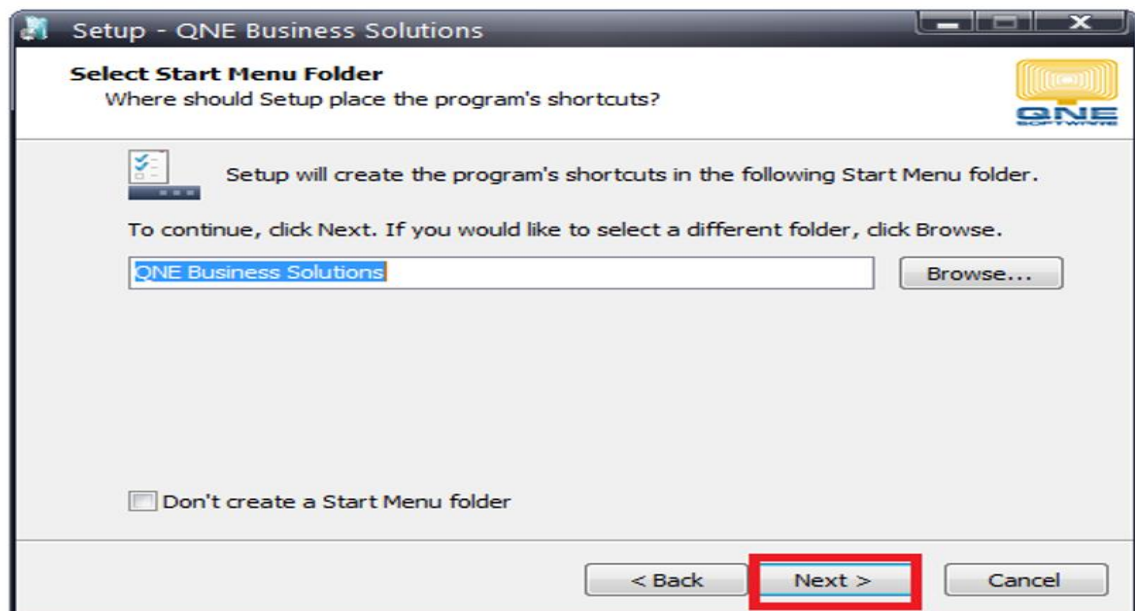 Setup - QNE Business Solutions
Select Start Menu Folder
Where should Setup place the program's shortcuts?
QNE
SOFTWARE
Setup will create the program's shortcuts in the following Start Menu folder.
To continue, click Next. If you would like to select a different folder, click Browse.
QNE Business Solutions
Browse...
Don't create a Start Menu folder
< Back
Next >
Cancel